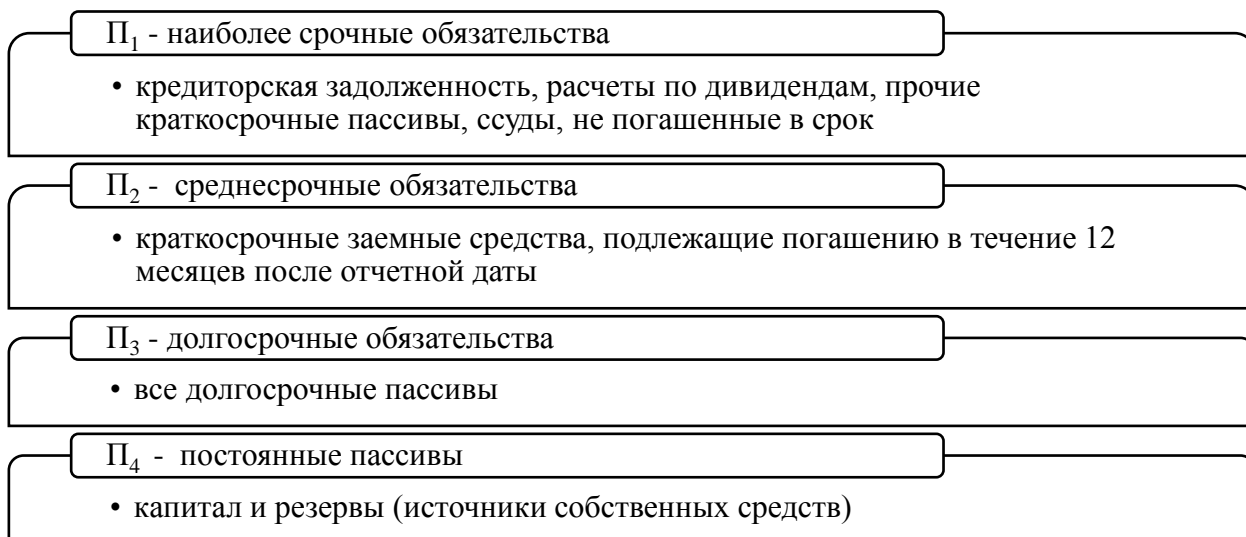 П₁ - наиболее срочные обязательства
• кредиторская задолженность, расчеты по дивидендам, прочие
краткосрочные пассивы, ссуды, не погашенные в срок
П₂ -  среднесрочные обязательства
• краткосрочные заемные средства, подлежащие погашению в течение 12
месяцев после отчетной даты
П₃ - долгосрочные обязательства
• все долгосрочные пассивы
П₄  -  постоянные пассивы
• капитал и резервы (источники собственных средств)